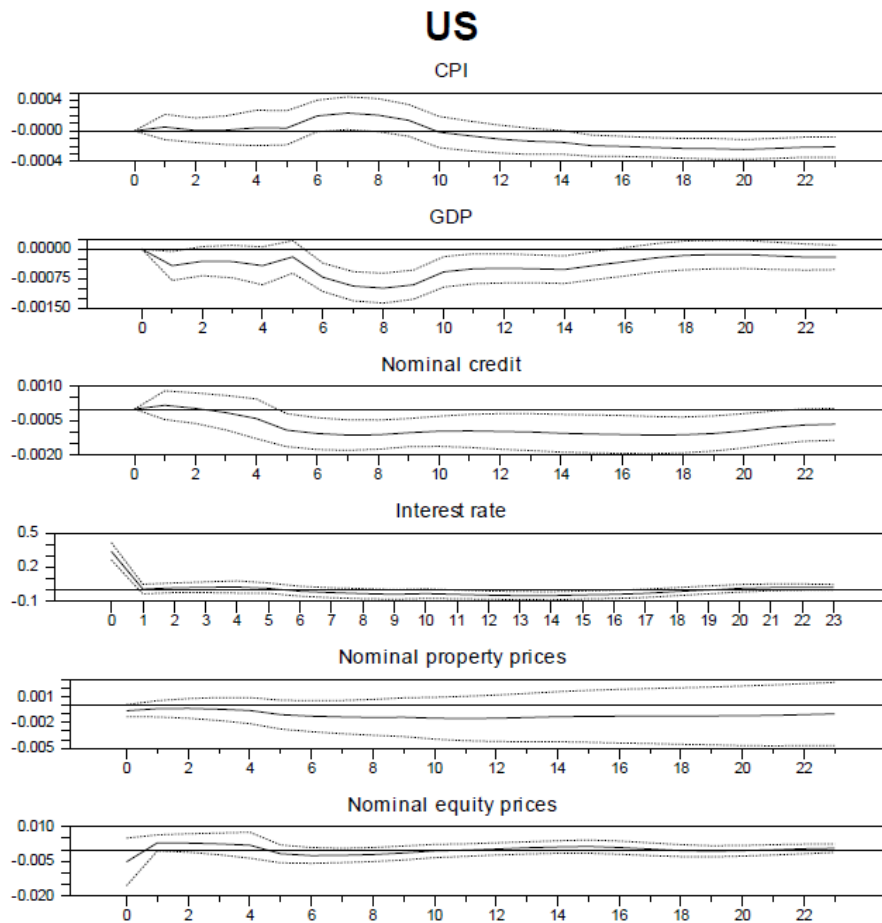 US
CPI
0.0004
-0.0000
-0.0004
0 2 4 6 8 10 12 14 16 18 20 22
GDP
0.00000
-0.00075
-0.00150
0 2 4 6 8 10 12 14 16 18 20 22
Nominal credit
0.0010
-0.0005
-0.0020
0 2 4 6 8 10 12 14 16 18 20 22
Interest rate
0.5
0.2
-0.1
0 1 2 3 4 5 6 7 8 9 10 11 12 13 14 15 16 17 18 19 20 21 22 23
Nominal property prices
0.001
-0.002
-0.005
0 2 4 6 8 10 12 14 16 18 20 22
Nominal equity prices
0.010
-0.005
-0.020
0 2 4 6 8 10 12 14 16 18 20 22